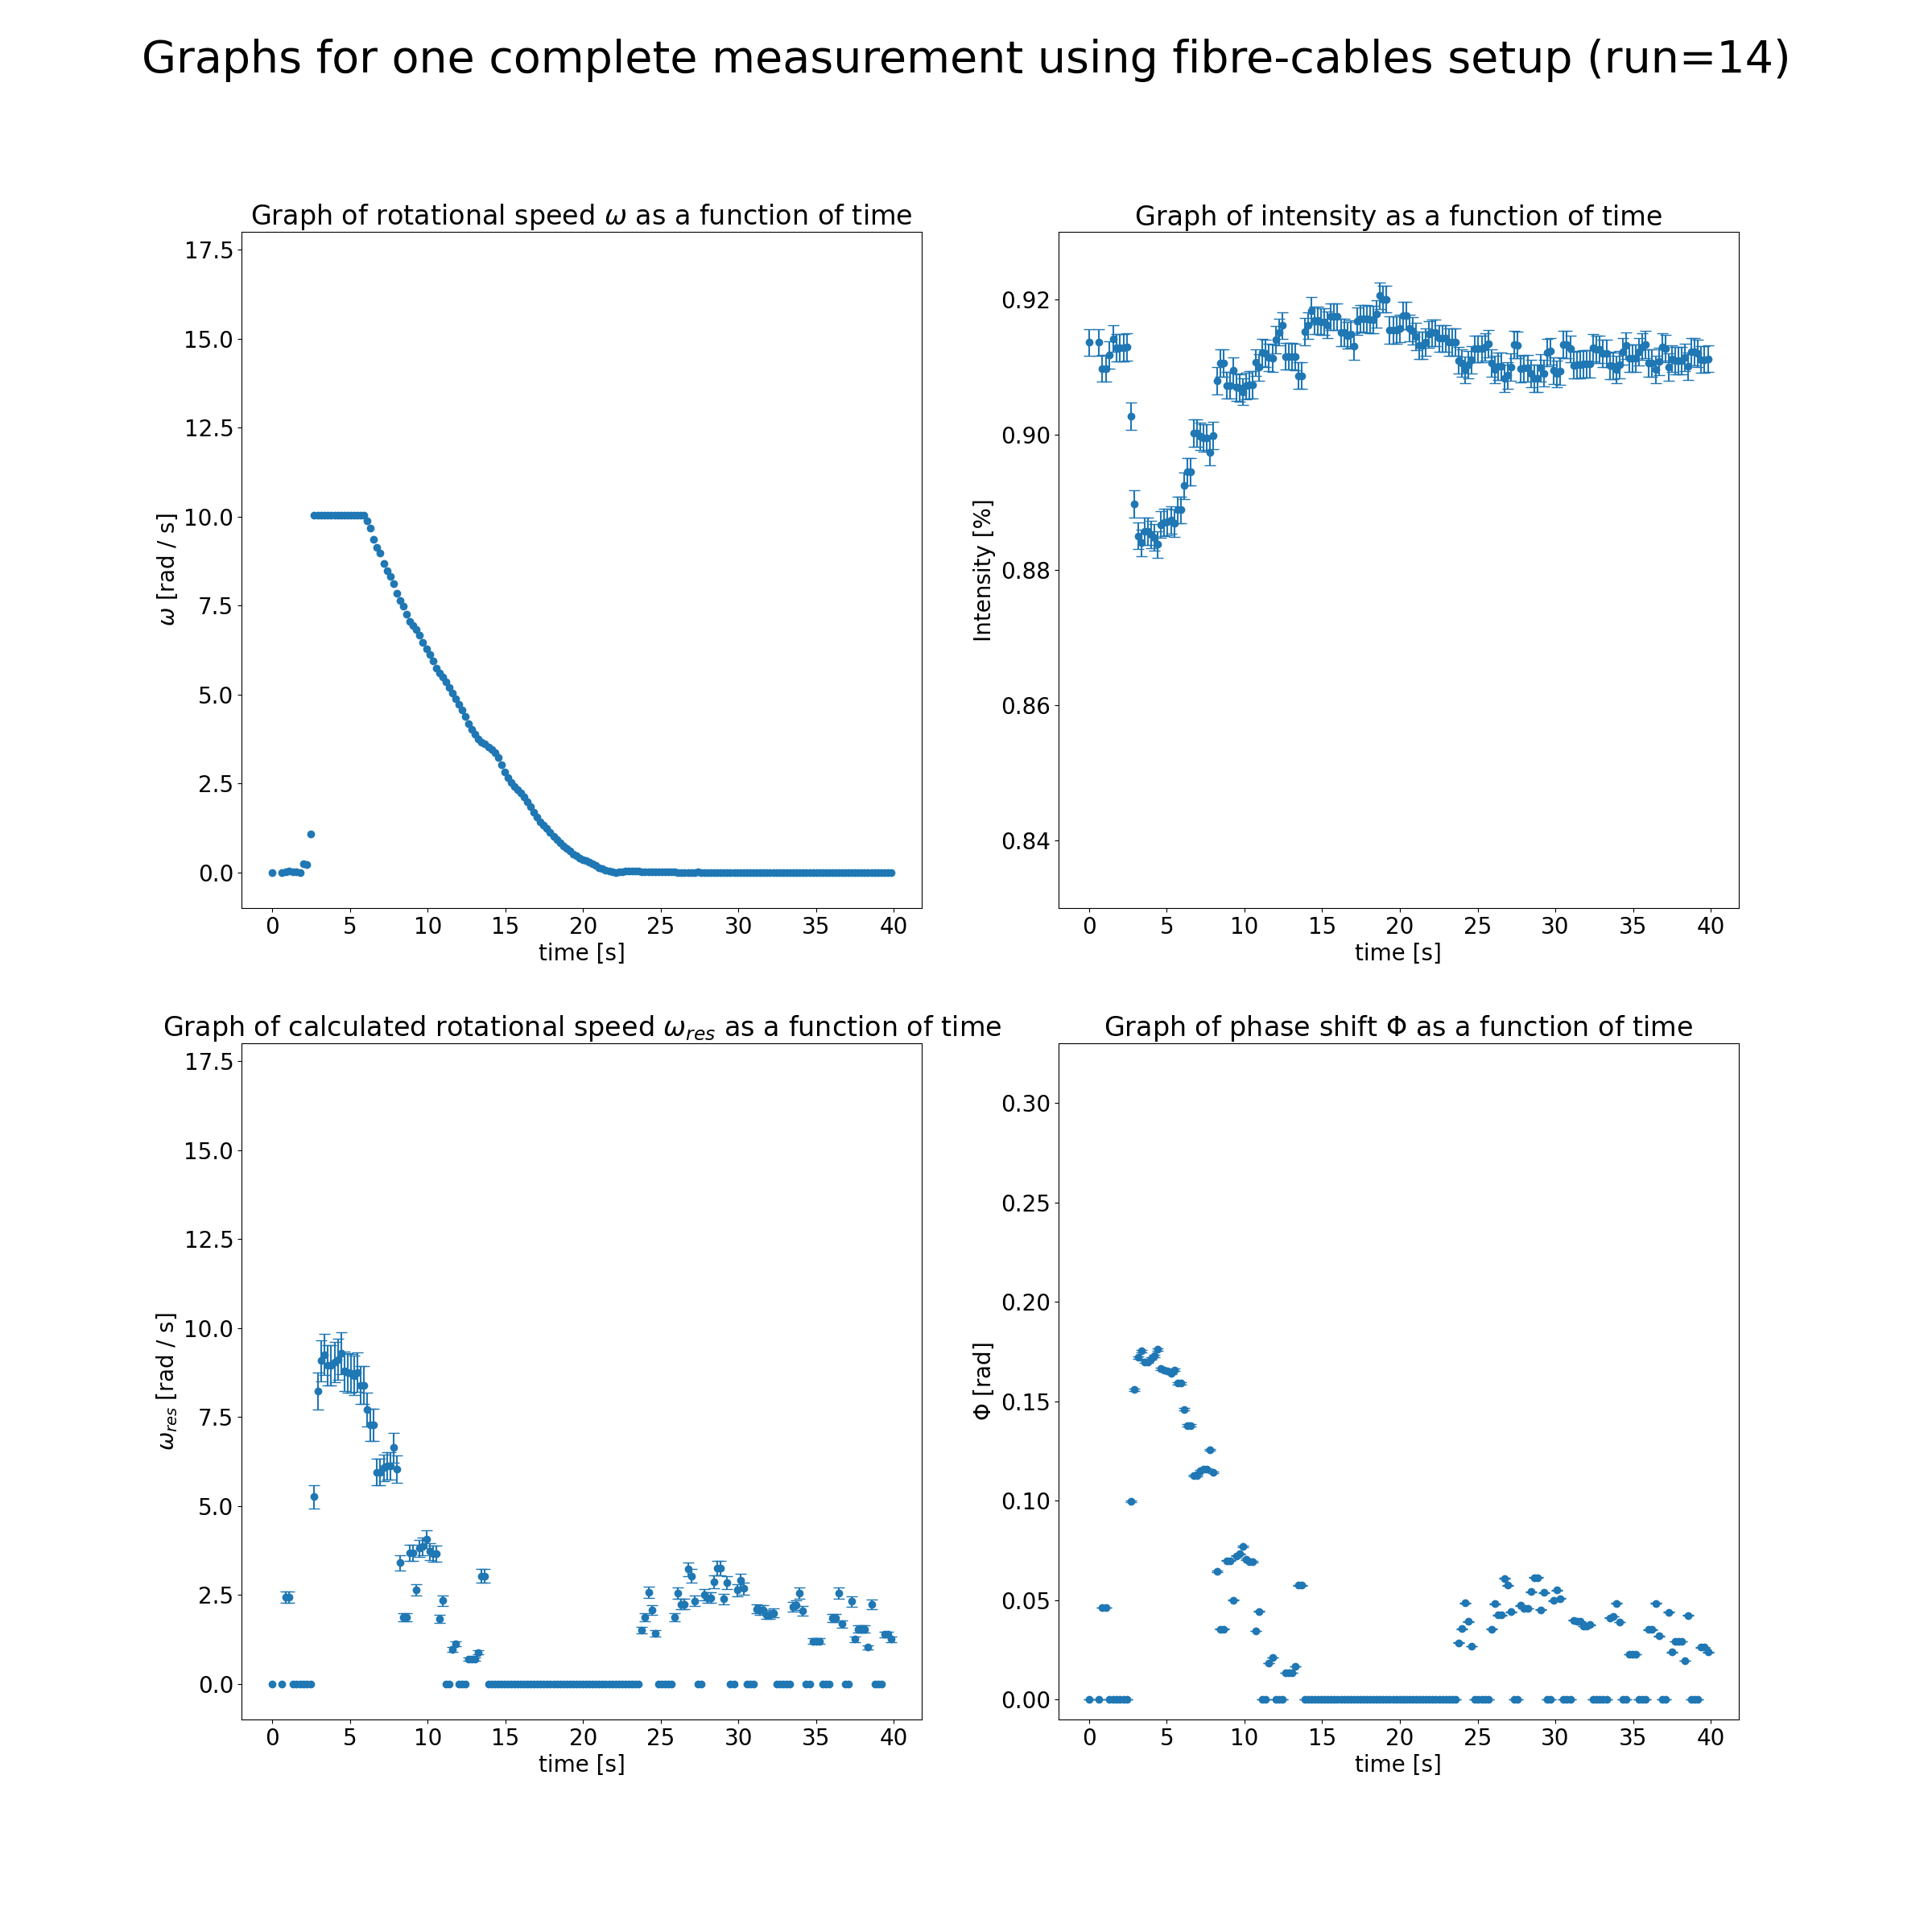 Graphs for one complete measurement using fibre-cables setup (run=14)
Graph of rotational speed ω as a function of time
17.5
15.0
12.5
10.0
7.5
5.0
2.5
0.0
ω [rad / s]
0 5 10 15 20 25 30 35 40
time [s]
Graph of intensity as a function of time
0.92
0.90
0.88
0.86
0.84
Intensity [%]
0 5 10 15 20 25 30 35 40
time [s]
Graph of calculated rotational speed ω_res as a function of time
17.5
15.0
12.5
10.0
7.5
5.0
2.5
0.0
ω_res [rad / s]
0 5 10 15 20 25 30 35 40
time [s]
Graph of phase shift Φ as a function of time
0.30
0.25
0.20
0.15
0.10
0.05
0.00
Φ [rad]
0 5 10 15 20 25 30 35 40
time [s]